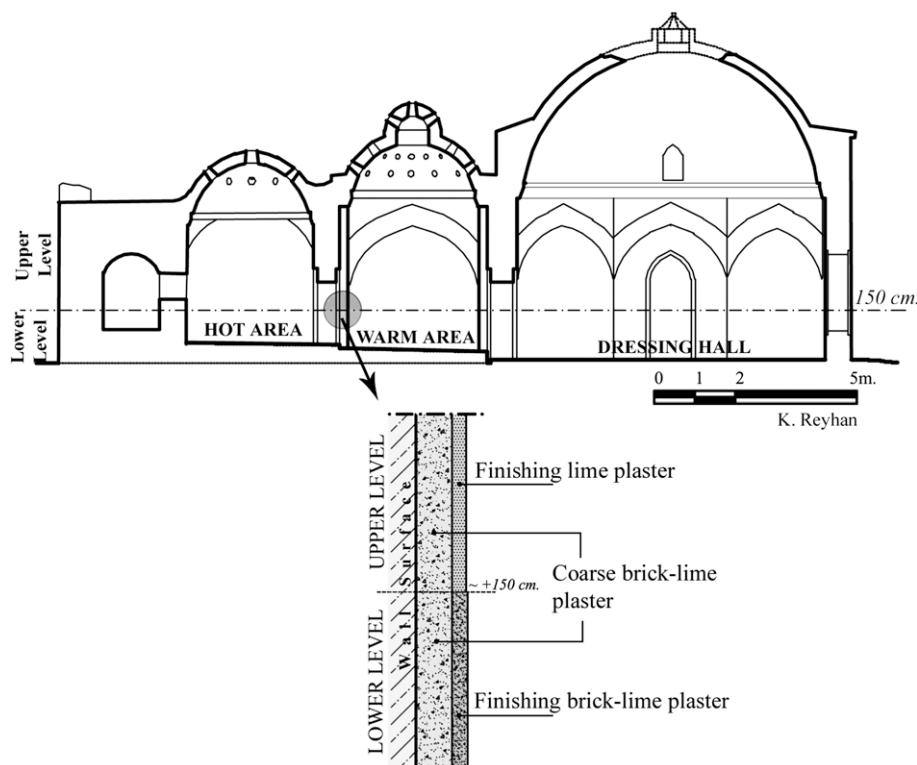 Upper
Level
Lower
Level
150 cm.
HOT AREA
WARM AREA
DRESSING HALL
0 1 2 5m.
K. Reyhan
UPPER LEVEL
LOWER LEVEL
Wall Surface
Finishing lime plaster
Coarse brick-lime
plaster
~ +150 cm.
Finishing brick-lime plaster